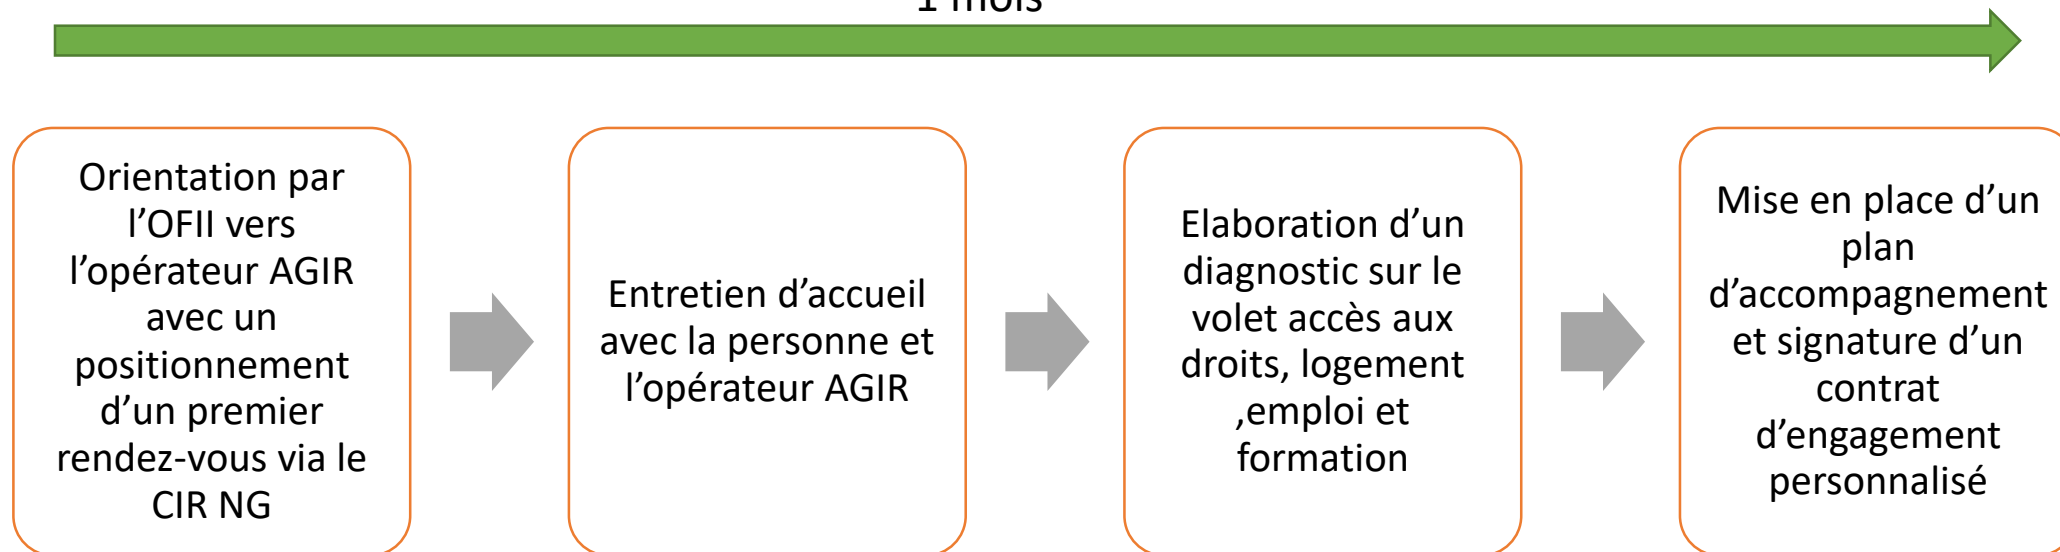 1 mois
Orientation par
l’OFII vers
l’opérateur AGIR
avec un
positionnement
d’un premier
rendez-vous via le
CIR NG
Entretien d’accueil
avec la personne et
l’opérateur AGIR
Elaboration d’un
diagnostic sur le
volet accès aux
droits, logement
,emploi et
formation
Mise en place d’un
plan
d’accompagnement
et signature d’un
contrat
d’engagement
personnalisé